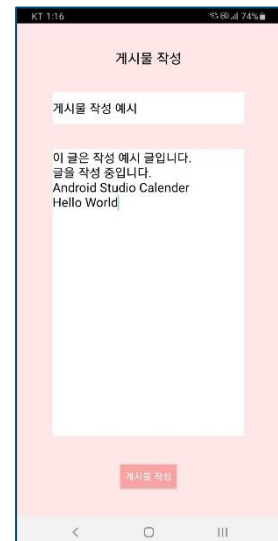 KT 1:16
74%
게시물 작성
게시물 작성 예시
이 글은 작성 예시 글입니다.
글을 작성 중입니다.
Android Studio Calender
Hello World
게시물 작성